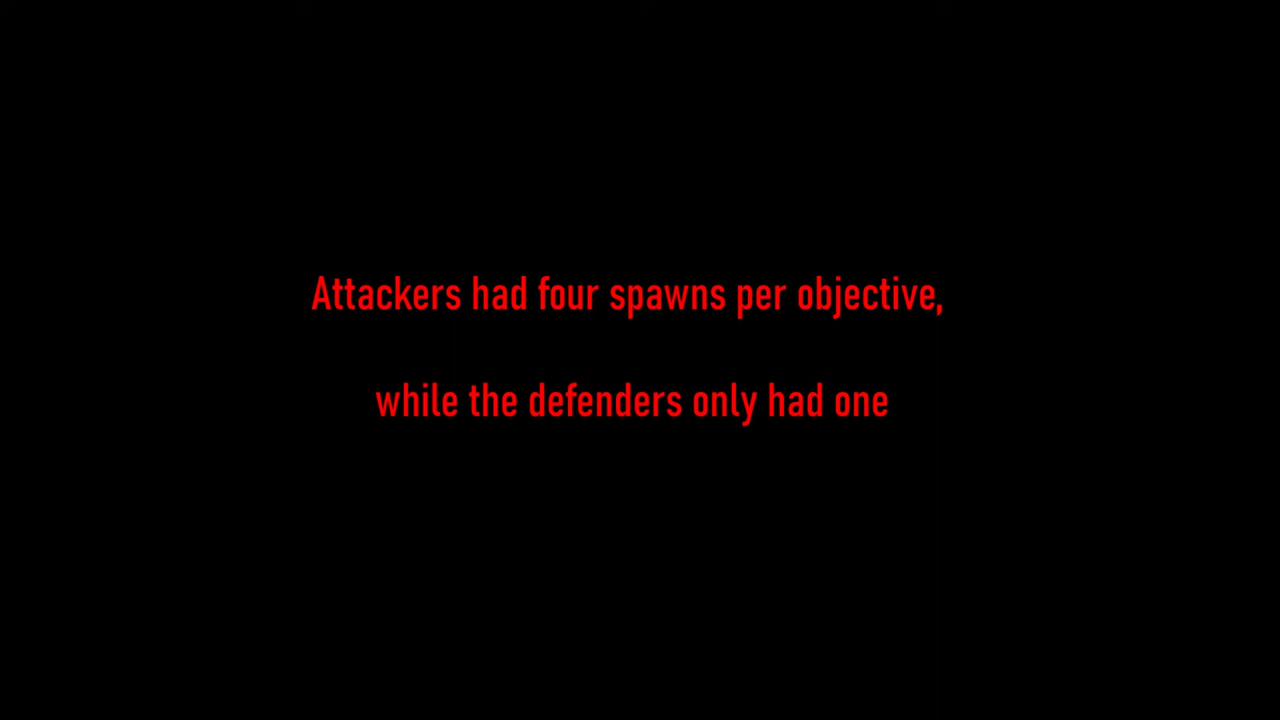 Attackers had four spawns per objective,
while the defenders only had one